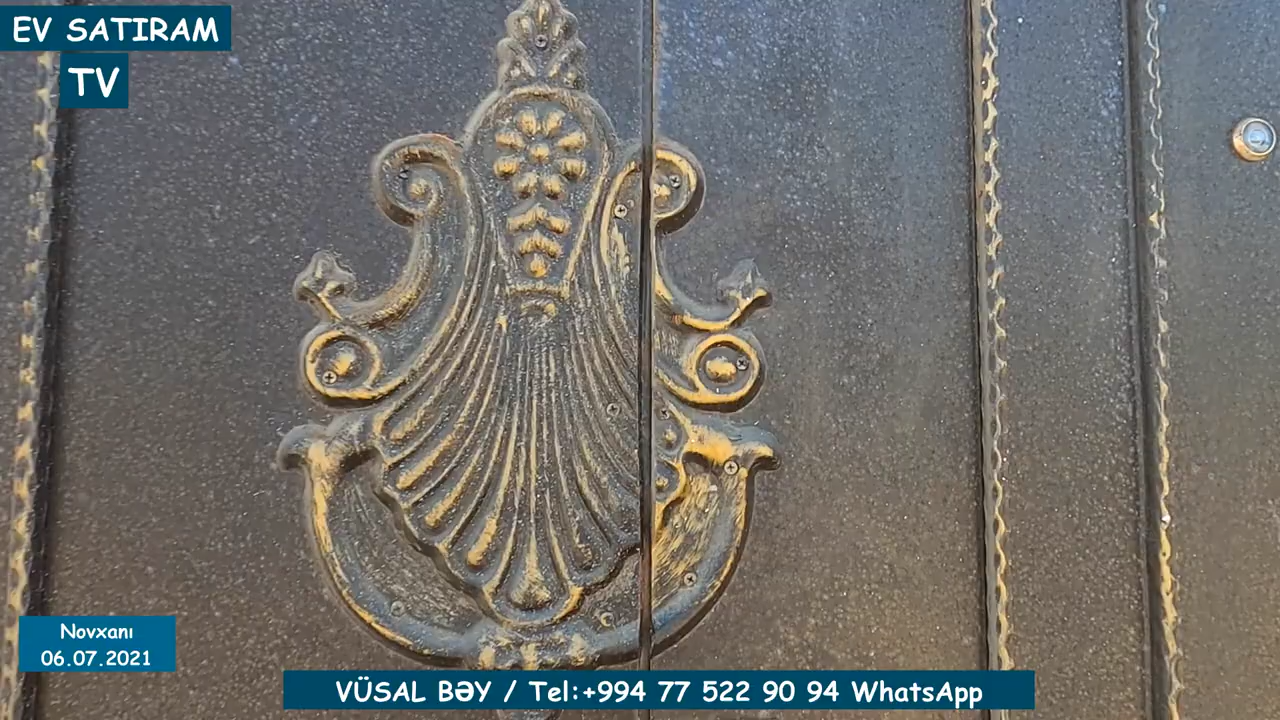 EV SATIRAM
TV
Novxanı
06.07.2021
VÜSAL BƏY / Tel:+994 77 522 90 94 WhatsApp